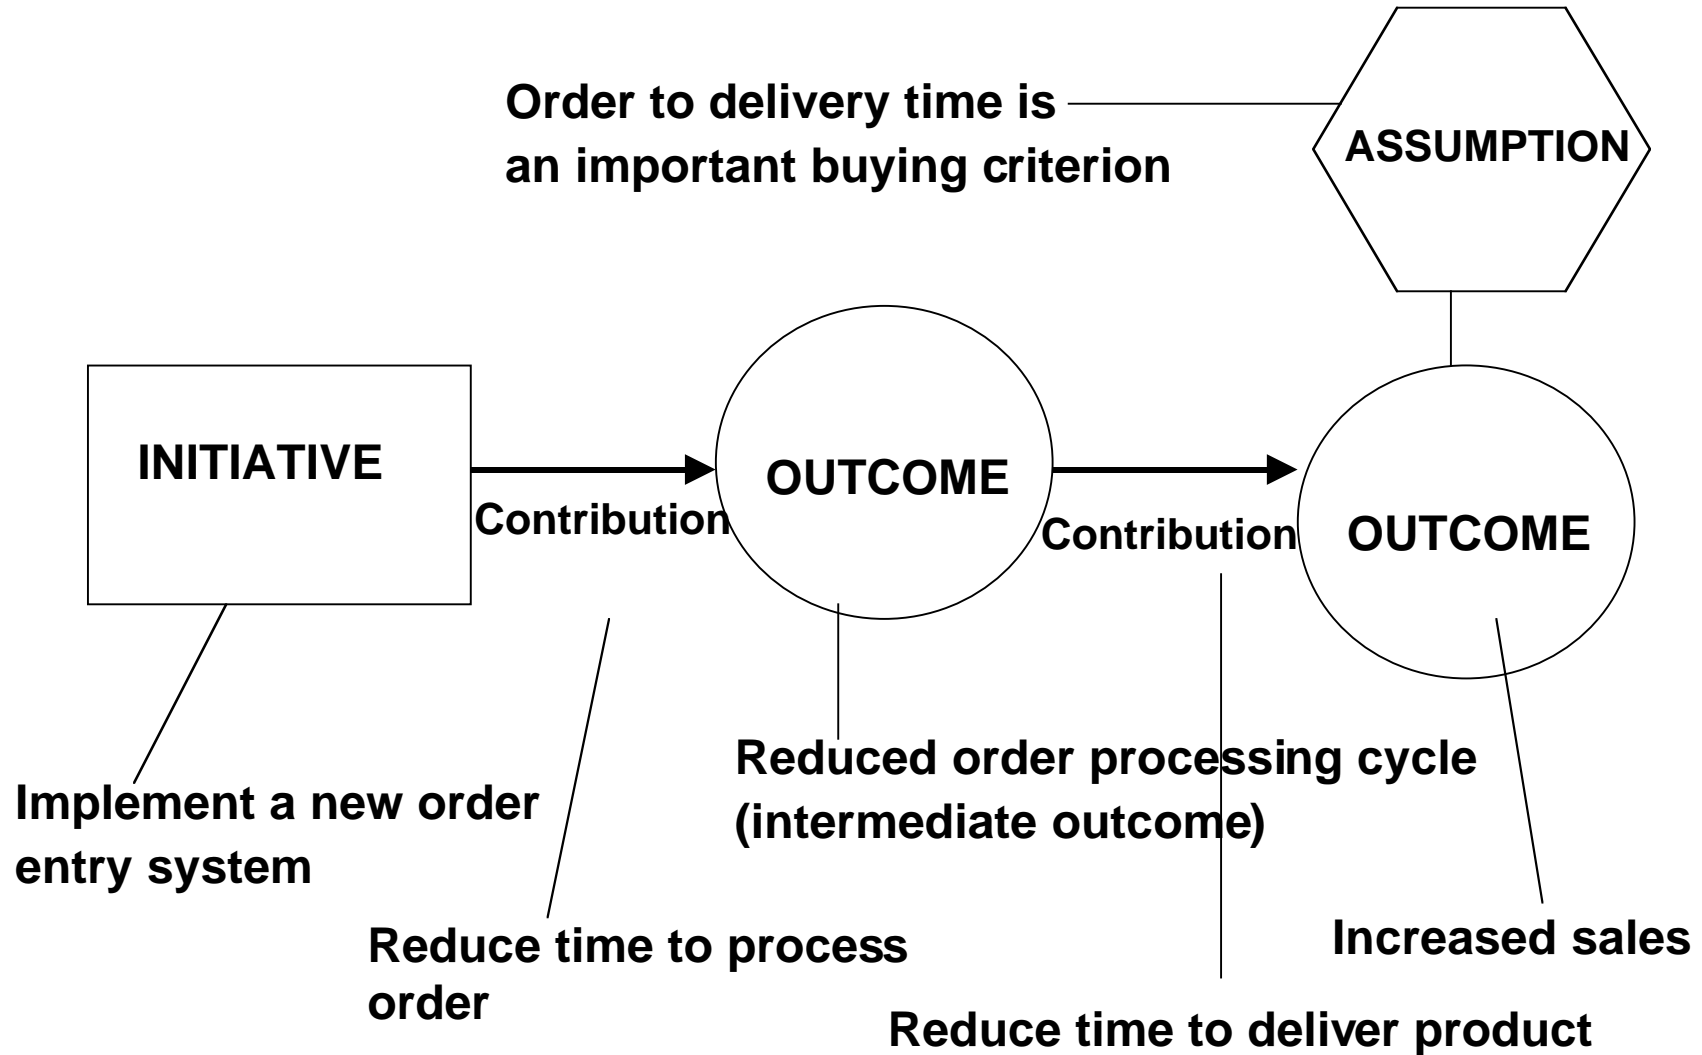 Order to delivery time is
an important buying criterion
ASSUMPTION
INITIATIVE
Contribution
OUTCOME
Contribution
OUTCOME
Implement a new order
entry system
Reduce time to process
order
Reduced order processing cycle
(intermediate outcome)
Reduce time to deliver product
Increased sales